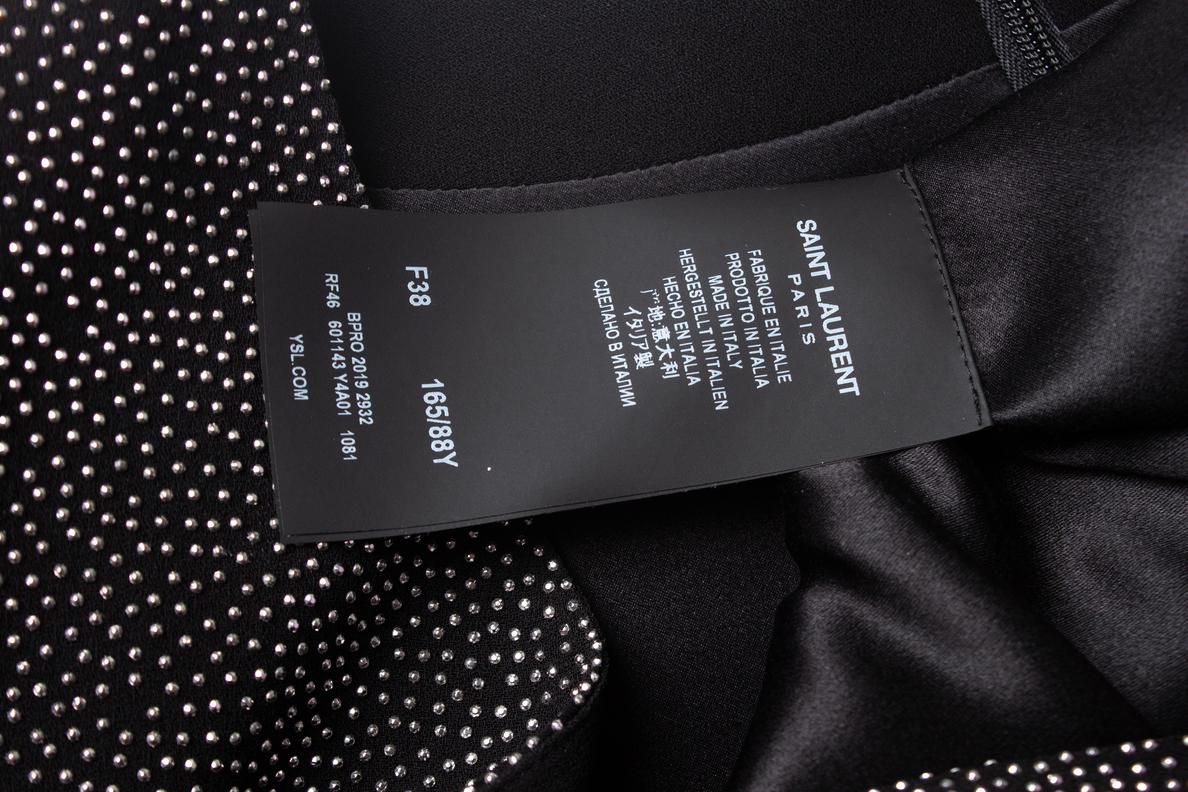 SAINT LAURENT
PARIS
FABRIQUE EN ITALIE
PRODOTTO IN ITALIA
MADE IN ITALY
HERGESTELLT IN ITALIEN
HECHO EN ITALIA
产地:意大利
イタリア製
СДЕЛАНО В ИТАЛИИ
F38 165/88Y
BPRO 2019 2932
RF46 601143 Y4A01 1081
YSL.COM